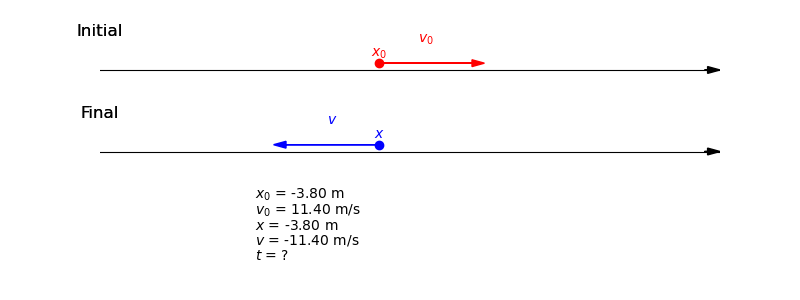 Initial
v₀
x₀
Final
v
x
x₀ = -3.80 m
v₀ = 11.40 m/s
x = -3.80 m
v = -11.40 m/s
t = ?